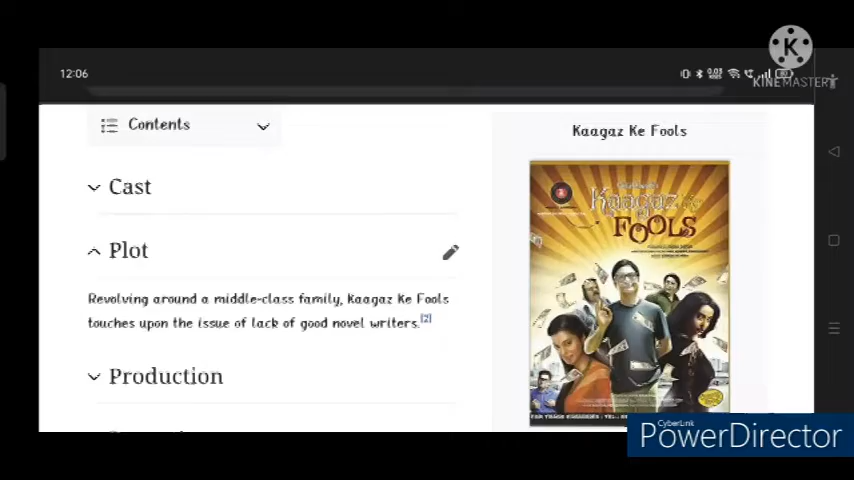 12:06
KINEMASTER
Contents
Kaagaz Ke Fools
Cast
Kaagaz Ke
FOOLS
Plot
Revolving around a middle-class family, Kaagaz Ke Fools
touches upon the issue of lack of good novel writers.[2]
Production
CyberLink
PowerDirector